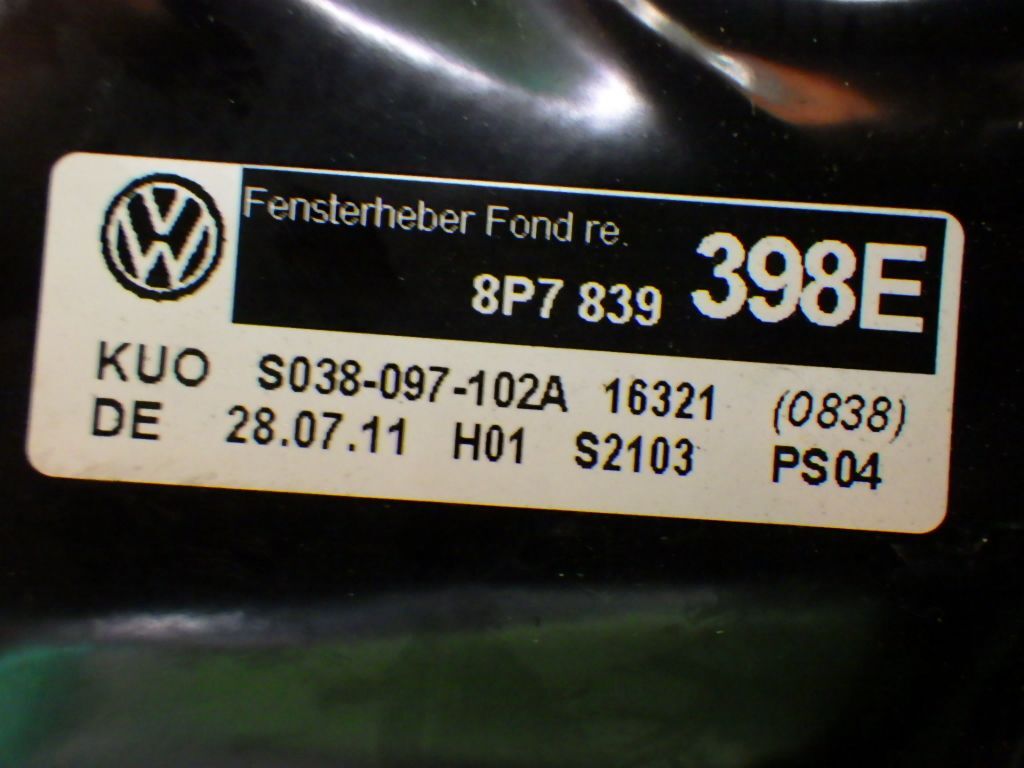 Fensterheber Fond re.
8P7 839 398E
KUO S038-097-102A 16321 (0838)
DE 28.07.11 H01 S2103 PS04